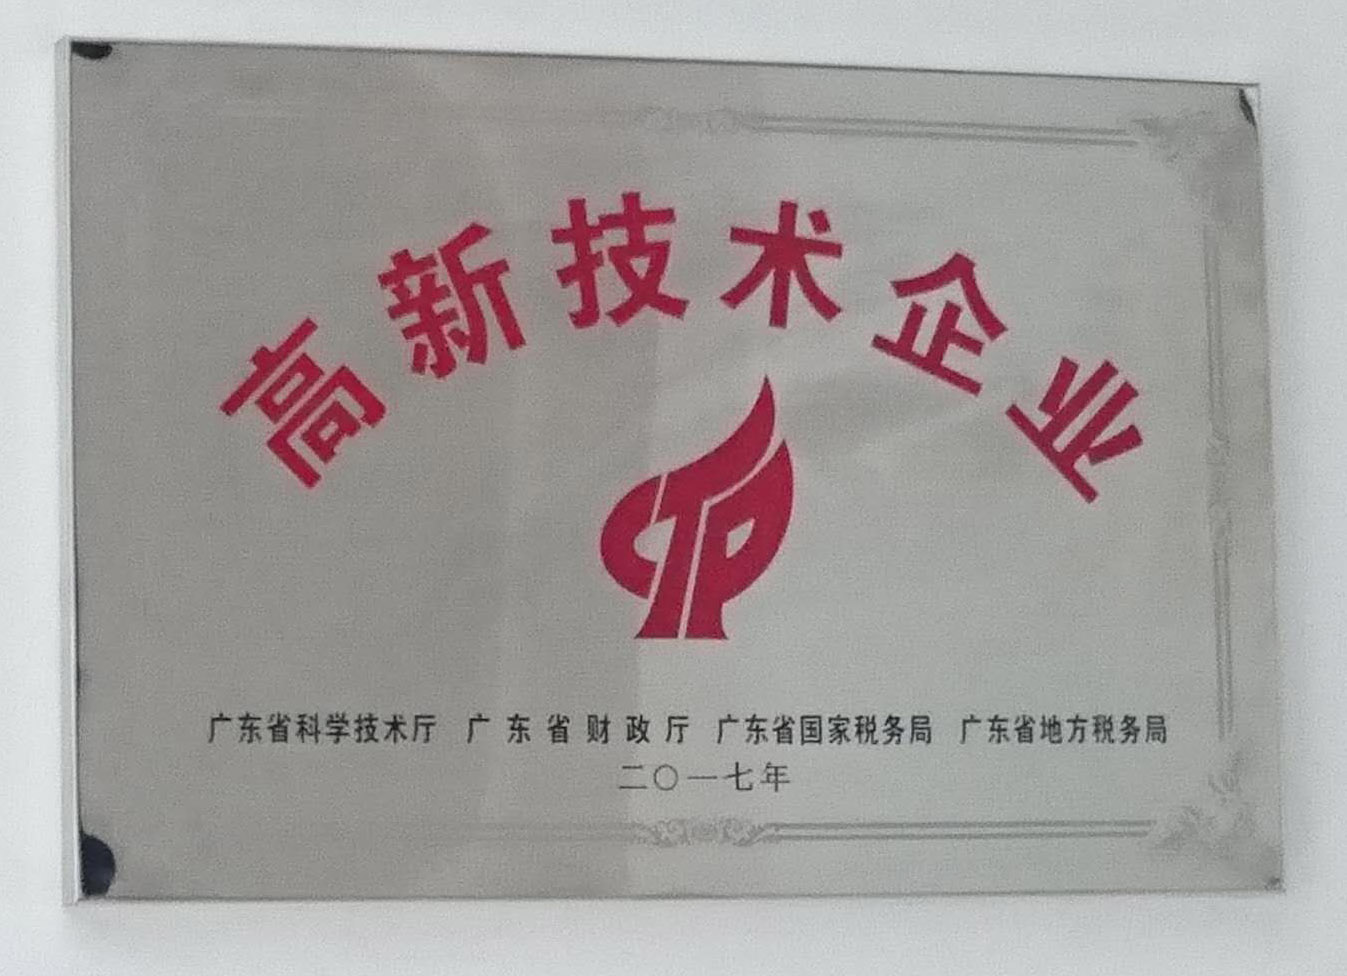 高新技术企业
广东省科学技术厅 广东省财政厅 广东省国家税务局 广东省地方税务局
二〇一七年